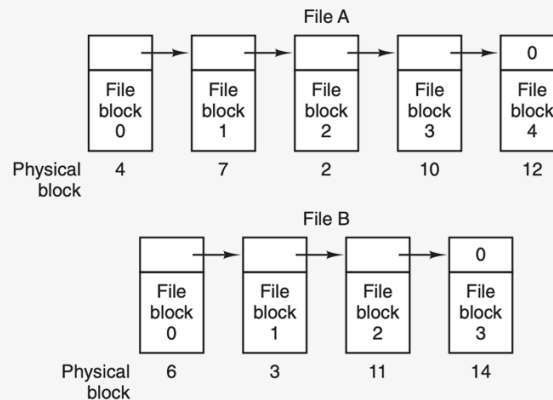 File A
0
File block 0
File block 1
File block 2
File block 3
File block 4
Physical block
4 7 2 10 12
File B
0
File block 0
File block 1
File block 2
File block 3
Physical block
6 3 11 14